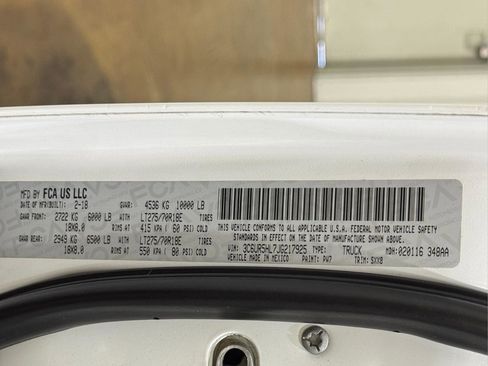 MFD BY FCA US LLC
DATE OF MFR(BUILT): 2-18 GVWR: 4536 KG 10000 LB
GAWR FRONT: 2722 KG 6000 LB WITH LT275/70R18E TIRES
18X8.0 RIMS AT 415 KPA ( 60 PSI) COLD
GAWR REAR: 2949 KG 6500 LB WITH LT275/70R18E TIRES
18X8.0 RIMS AT 550 KPA ( 80 PSI) COLD
THIS VEHICLE CONFORMS TO ALL APPLICABLE U.S.A. FEDERAL MOTOR VEHICLE SAFETY
STANDARDS IN EFFECT ON THE DATE OF MANUFACTURE SHOWN ABOVE.
VIN: 3C6UR5HL7JG217925 TYPE: TRUCK MDH: 020116 348AA
VEHICLE MADE IN MEXICO PAINT: PW7 TRIM: SXX8